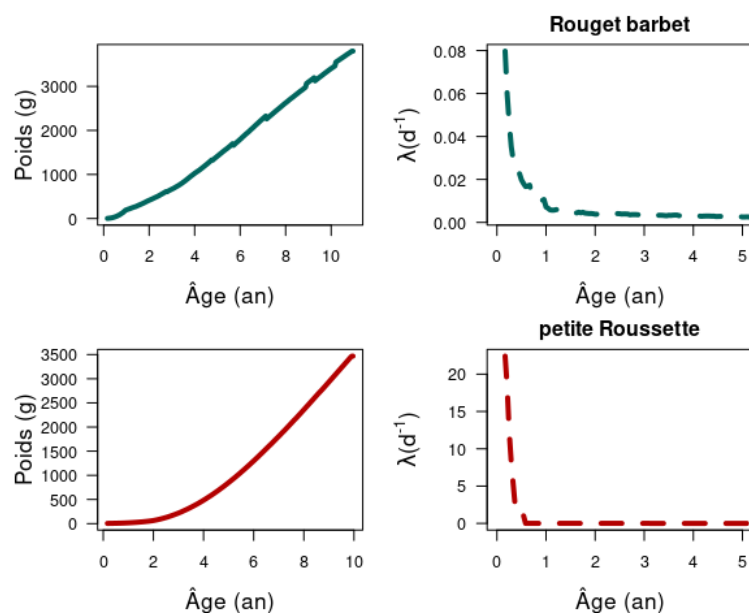 Rouget barbet
Poids (g)
3000
2000
1000
0
0 2 4 6 8 10
Âge (an)
λ(d⁻¹)
0.08
0.06
0.04
0.02
0.00
0 1 2 3 4 5
Âge (an)
petite Roussette
Poids (g)
3500
3000
2500
2000
1500
1000
500
0
0 2 4 6 8 10
Âge (an)
λ(d⁻¹)
20
15
10
5
0
0 1 2 3 4 5
Âge (an)